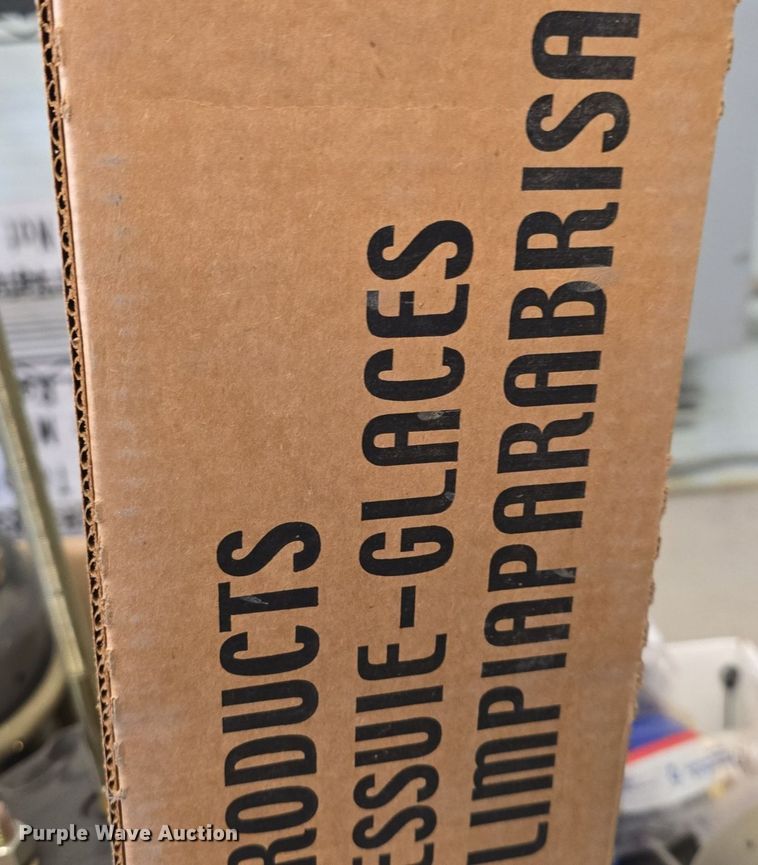 RODUCTS
ESSUIE-GLACES
LIMPIAPARABRISA
Purple Wave Auction